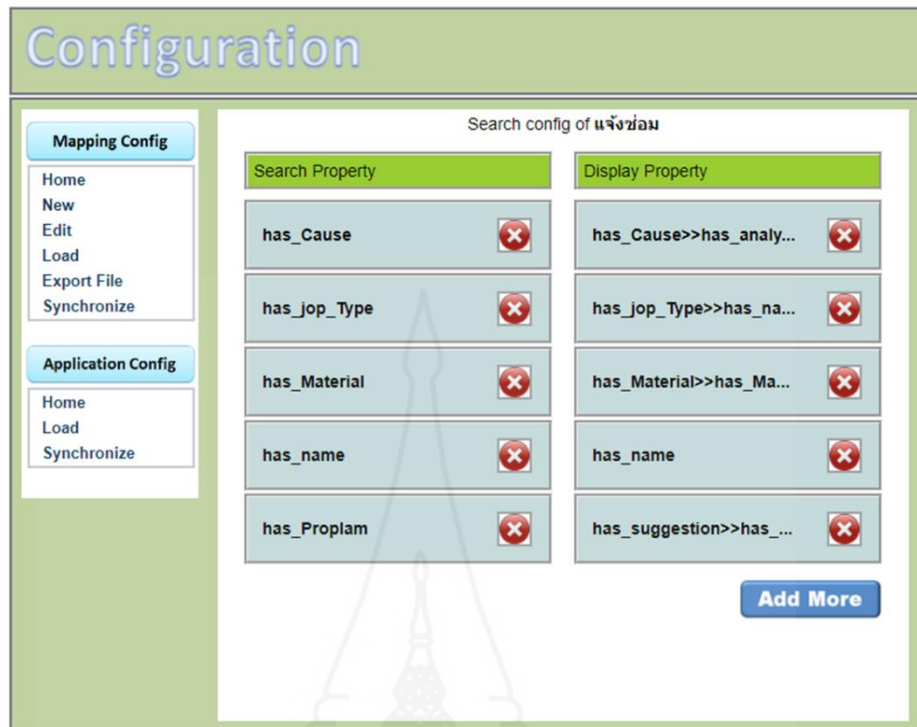 Configuration
Mapping Config
Home
New
Edit
Load
Export File
Synchronize
Application Config
Home
Load
Synchronize
Search config of แจ้งซ่อม
Search Property
Display Property
has_Cause
has_Cause>>has_analy...
has_jop_Type
has_jop_Type>>has_na...
has_Material
has_Material>>has_Ma...
has_name
has_name
has_Proplam
has_suggestion>>has_...
Add More